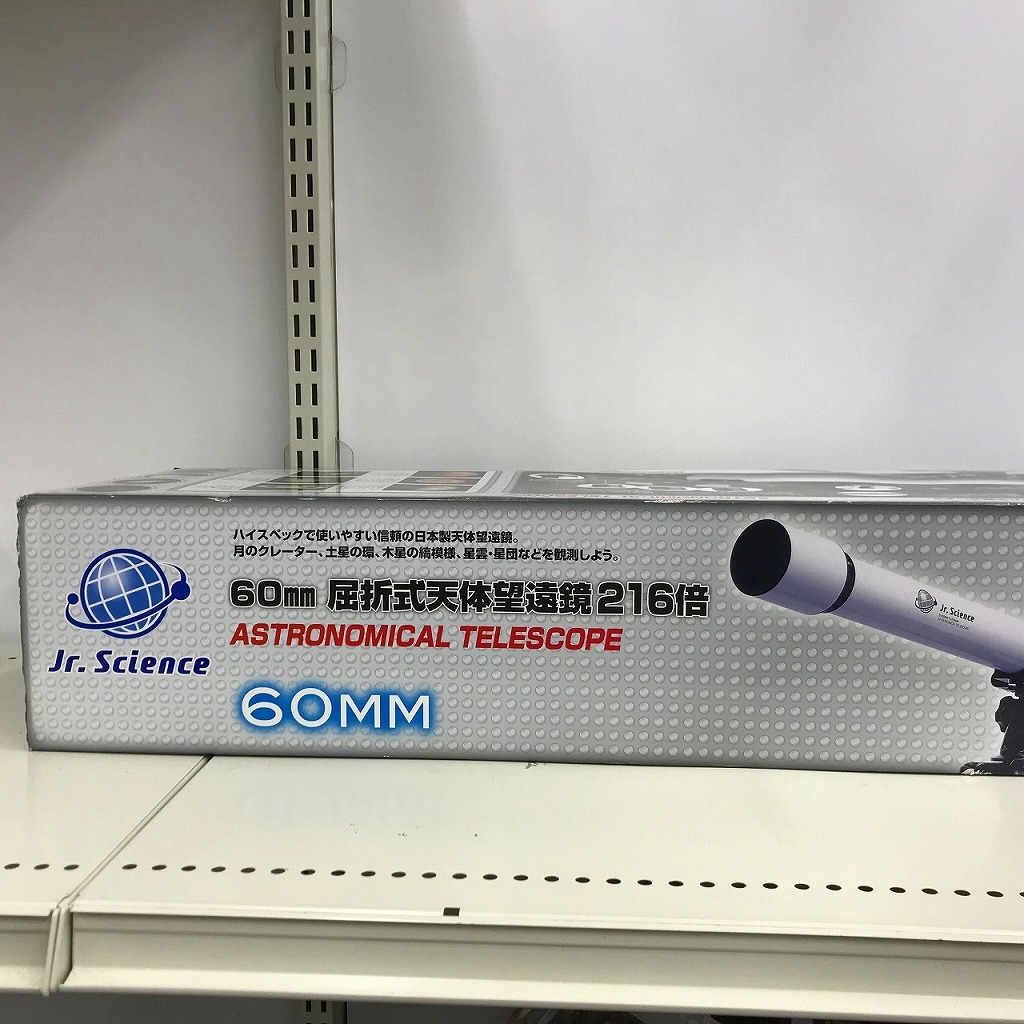 ハイスペックで使いやすい信頼の日本製天体望遠鏡。
月のクレーター、土星の環、木星の縞模様、星雲・星団などを観測しよう。
60mm 屈折式天体望遠鏡216倍
ASTRONOMICAL TELESCOPE
Jr. Science
60MM
Jr. Science